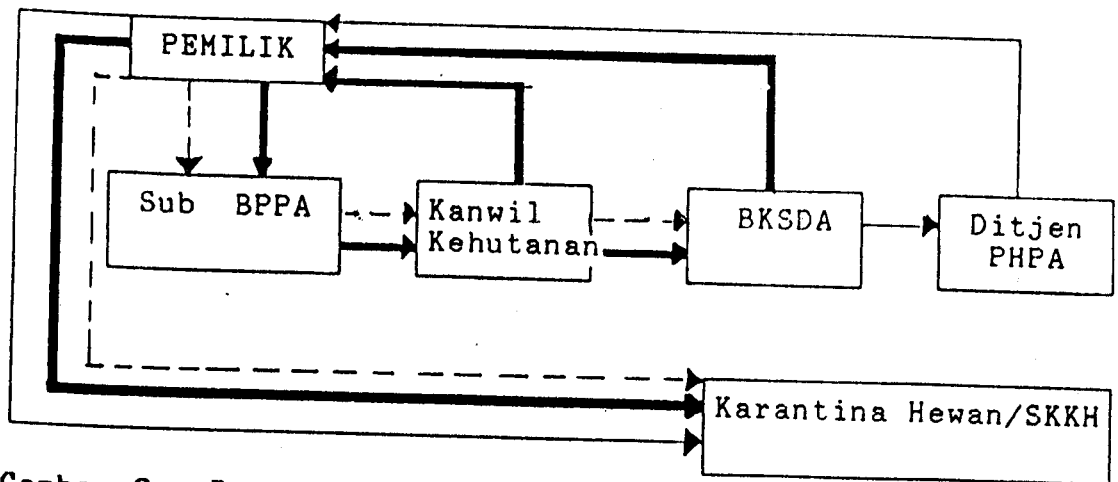 PEMILIK
Sub BPPA
Kanwil
Kehutanan
BKSDA
Ditjen
PHPA
Karantina Hewan/SKKH